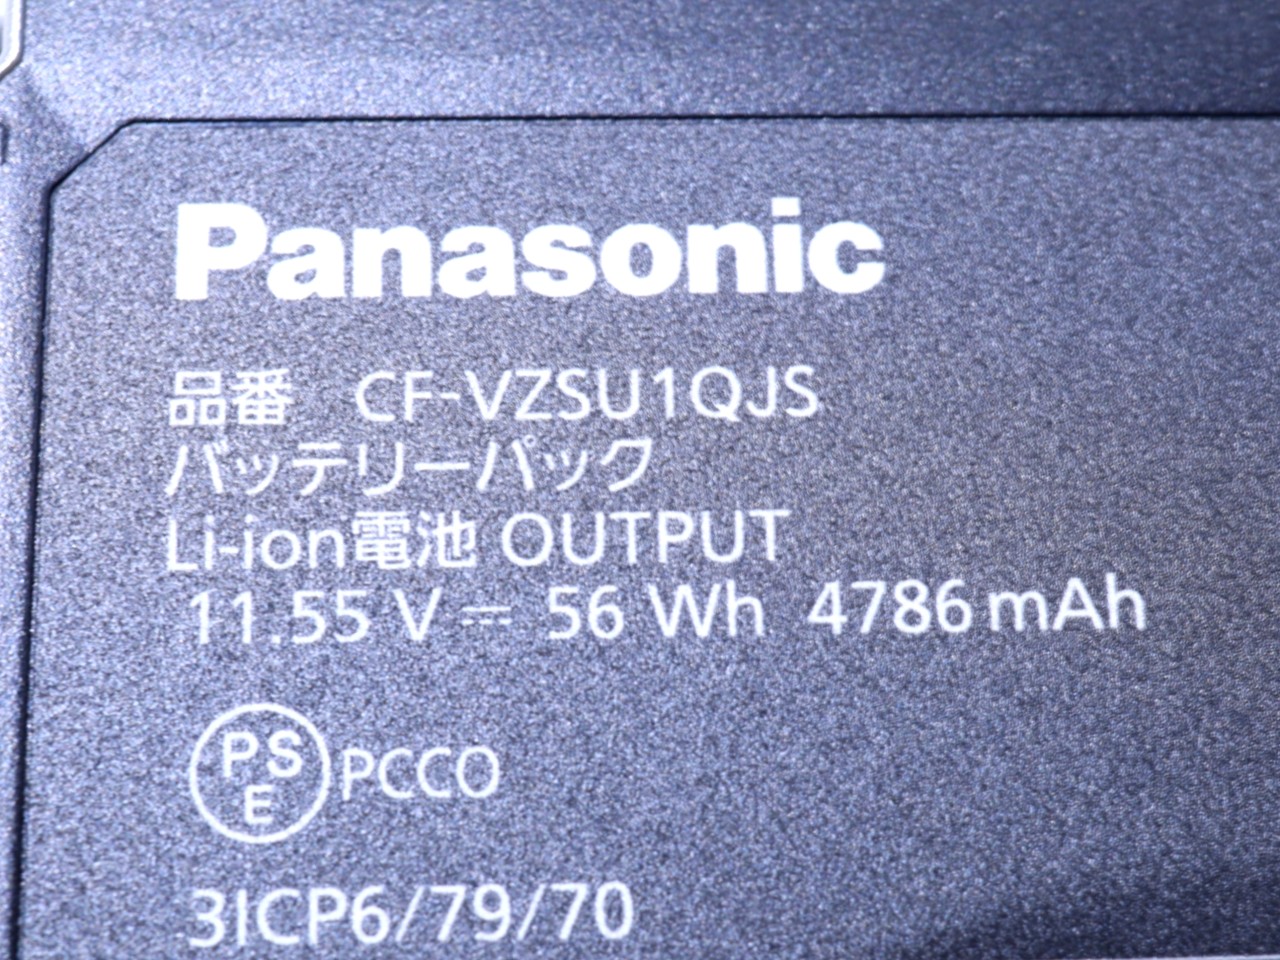 Panasonic
品番 CF-VZSU1QJS
バッテリーパック
Li-ion電池 OUTPUT
11.55 V ⎓ 56 Wh 4786 mAh
PS
E PCCO
3ICP6/79/70